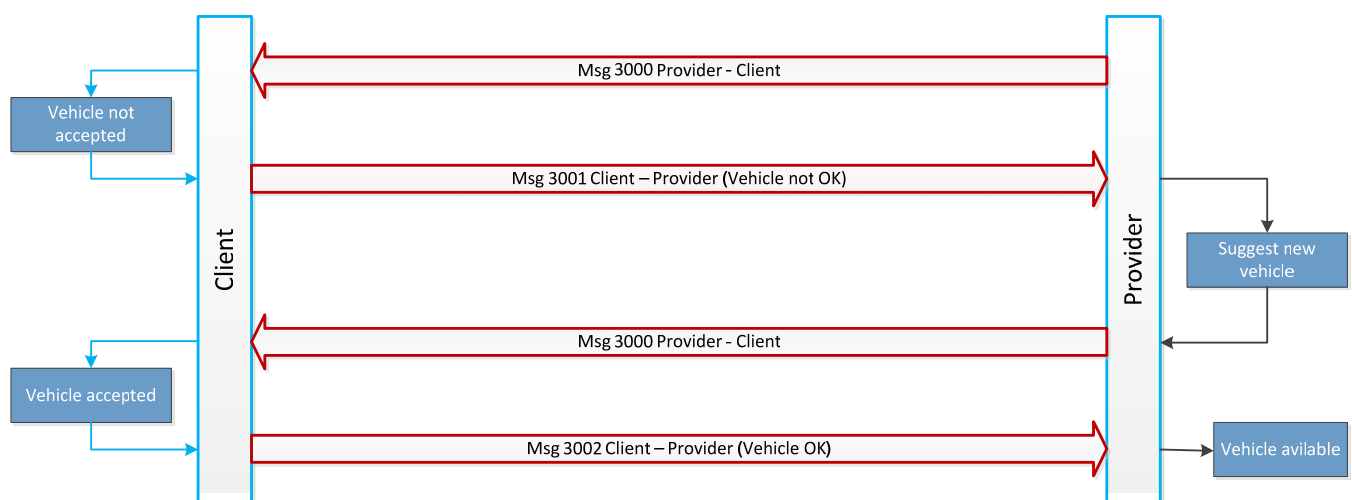 Msg 3000 Provider - Client
Vehicle not
accepted
Msg 3001 Client – Provider (Vehicle not OK)
Client
Provider
Suggest new
vehicle
Msg 3000 Provider - Client
Vehicle accepted
Msg 3002 Client – Provider (Vehicle OK)
Vehicle avilable